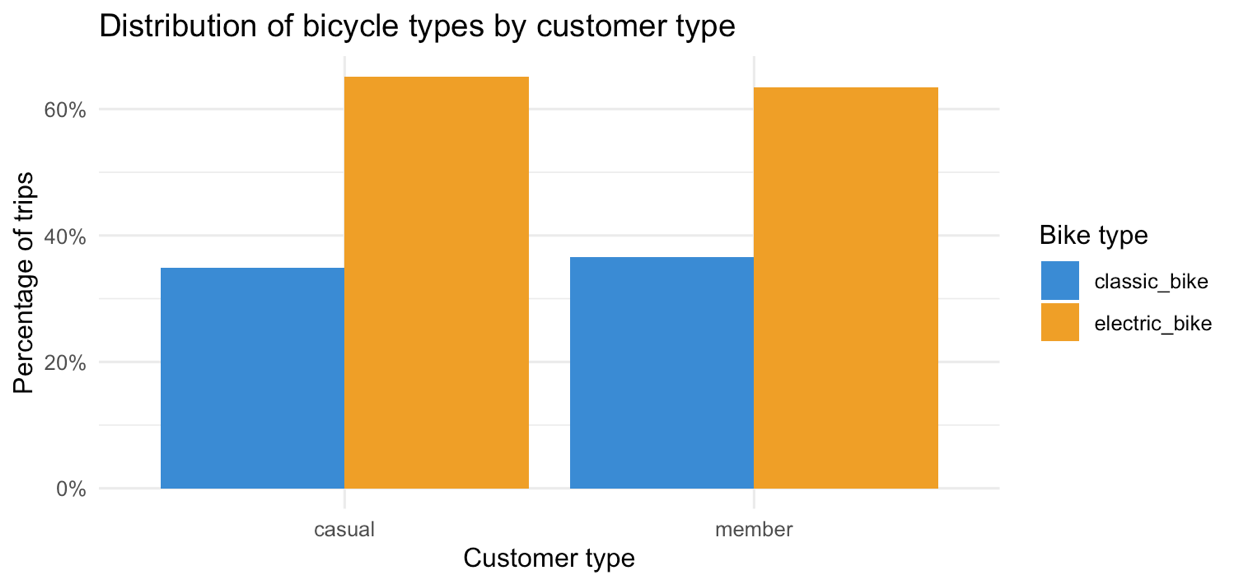 Distribution of bicycle types by customer type
60%
40%
20%
0%
Percentage of trips
casual
member
Customer type
Bike type
classic_bike
electric_bike